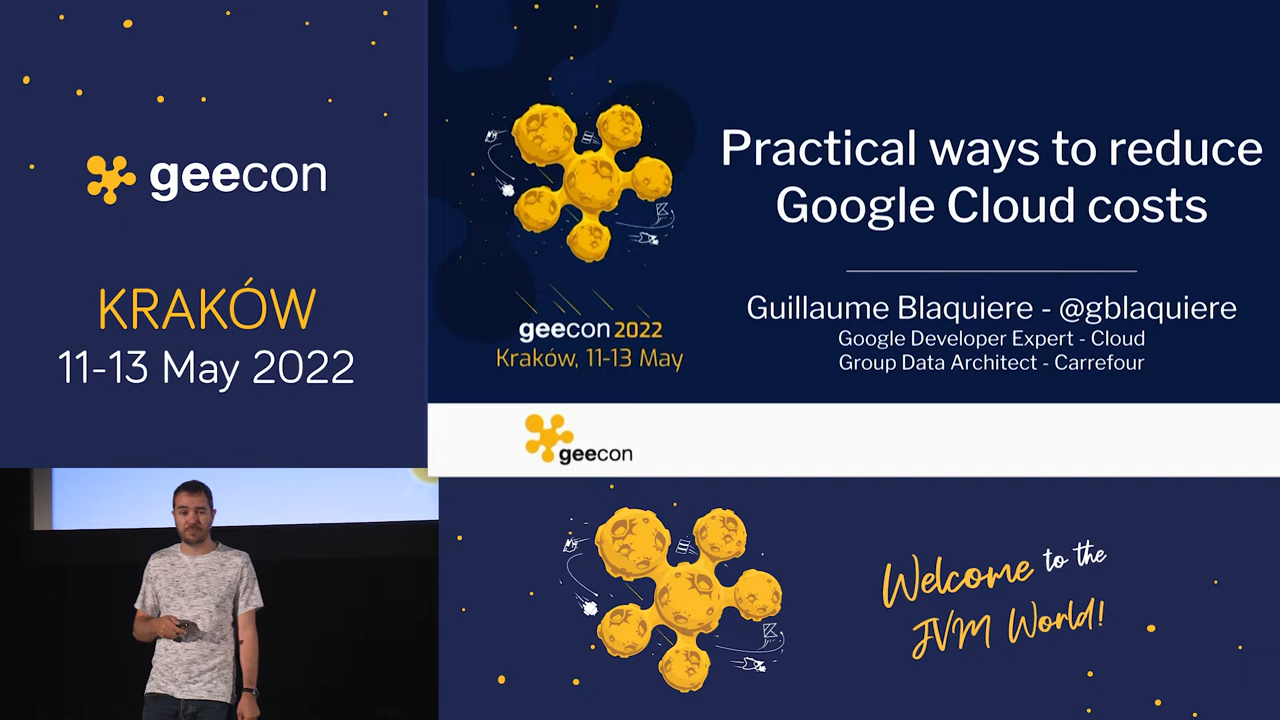 geecon
KRAKÓW
11-13 May 2022
Practical ways to reduce
Google Cloud costs
Guillaume Blaquiere - @gblaquiere
Google Developer Expert - Cloud
Group Data Architect - Carrefour
geecon 2022
Kraków, 11-13 May
geecon
Welcome to the
JVM World!